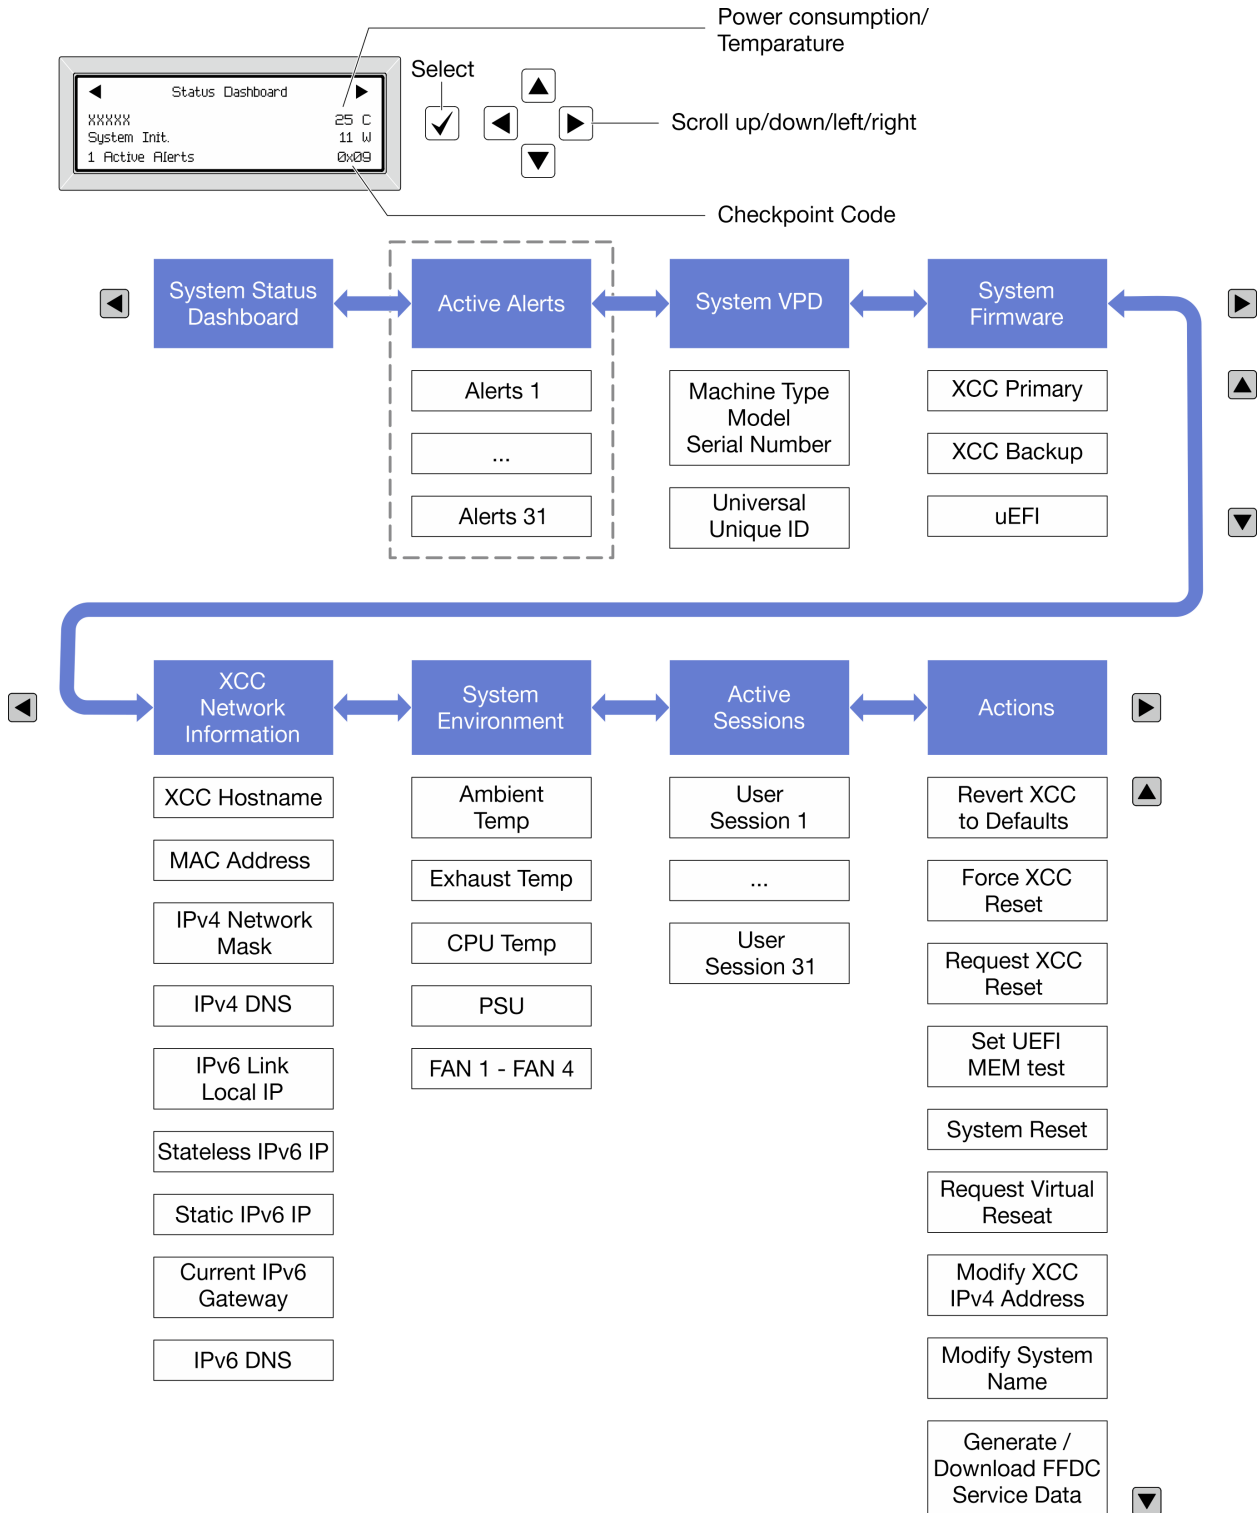 Power consumption/
Temparature
Select
Status Dashboard
XXXXX 25 C
System Init. 11 W
1 Active Alerts 0x09
Scroll up/down/left/right
Checkpoint Code
System Status
Dashboard
Active Alerts
System VPD
System
Firmware
Alerts 1
...
Alerts 31
Machine Type
Model
Serial Number
Universal
Unique ID
XCC Primary
XCC Backup
uEFI
XCC
Network
Information
System
Environment
Active
Sessions
Actions
XCC Hostname
MAC Address
IPv4 Network
Mask
IPv4 DNS
IPv6 Link
Local IP
Stateless IPv6 IP
Static IPv6 IP
Current IPv6
Gateway
IPv6 DNS
Ambient
Temp
Exhaust Temp
CPU Temp
PSU
FAN 1 - FAN 4
User
Session 1
...
User
Session 31
Revert XCC
to Defaults
Force XCC
Reset
Request XCC
Reset
Set UEFI
MEM test
System Reset
Request Virtual
Reseat
Modify XCC
IPv4 Address
Modify System
Name
Generate /
Download FFDC
Service Data